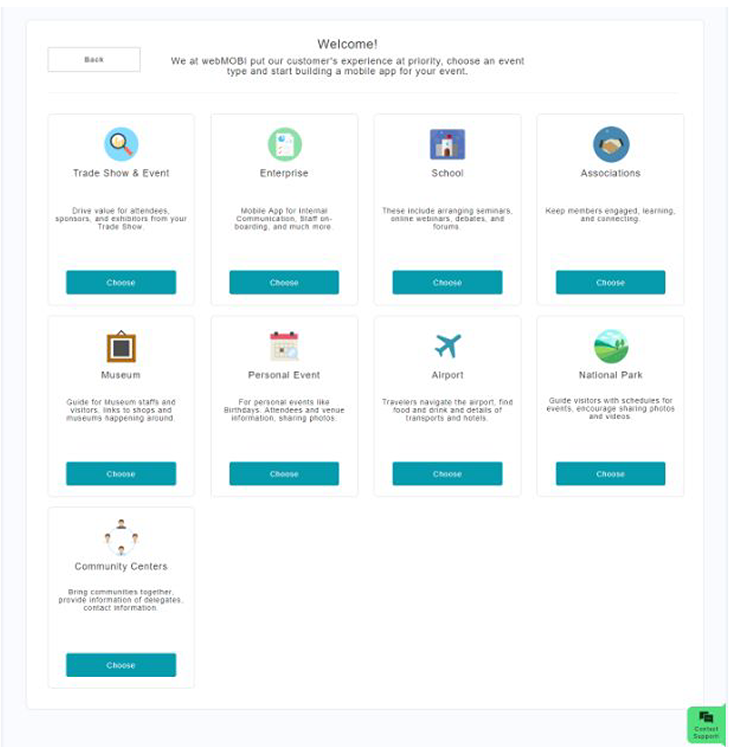 Welcome!
Back
We at webMOBI put our customer's experience at priority, choose an event
type and start building a mobile app for your event.
Trade Show & Event
Drive value for attendees,
sponsors, and exhibitors from your
Trade Show.
Choose
Enterprise
Mobile App for Internal
Communication, Staff on-
boarding, and much more.
Choose
School
These include arranging seminars,
online webinars, debates, and
forums.
Choose
Associations
Keep members engaged, learning,
and connecting.
Choose
Museum
Guide for Museum staffs and
visitors, links to shops and
museums happening around.
Choose
Personal Event
For personal events like
Birthdays. Attendees and venue
information, sharing photos.
Choose
Airport
Travelers navigate the airport, find
food and drink and details of
transports and hotels.
Choose
National Park
Guide visitors with schedules for
events, encourage sharing photos
and videos.
Choose
Community Centers
Bring communities together,
provide information of delegates,
contact information.
Choose
Contact
Support!